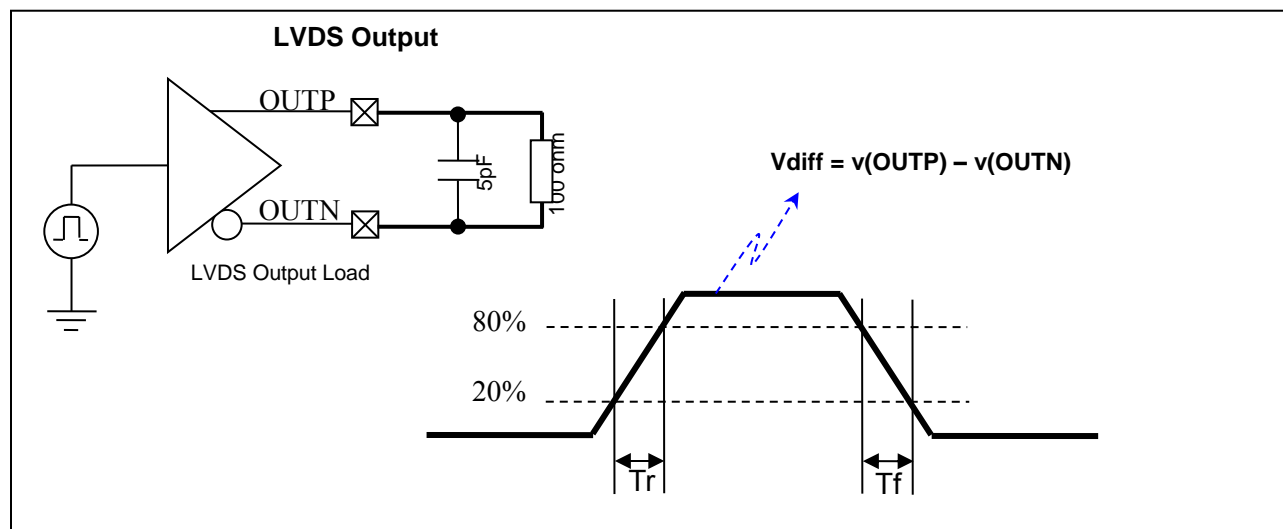 LVDS Output
OUTP
5pF
100 ohm
OUTN
LVDS Output Load
Vdiff = v(OUTP) – v(OUTN)
80%
20%
Tr
Tf